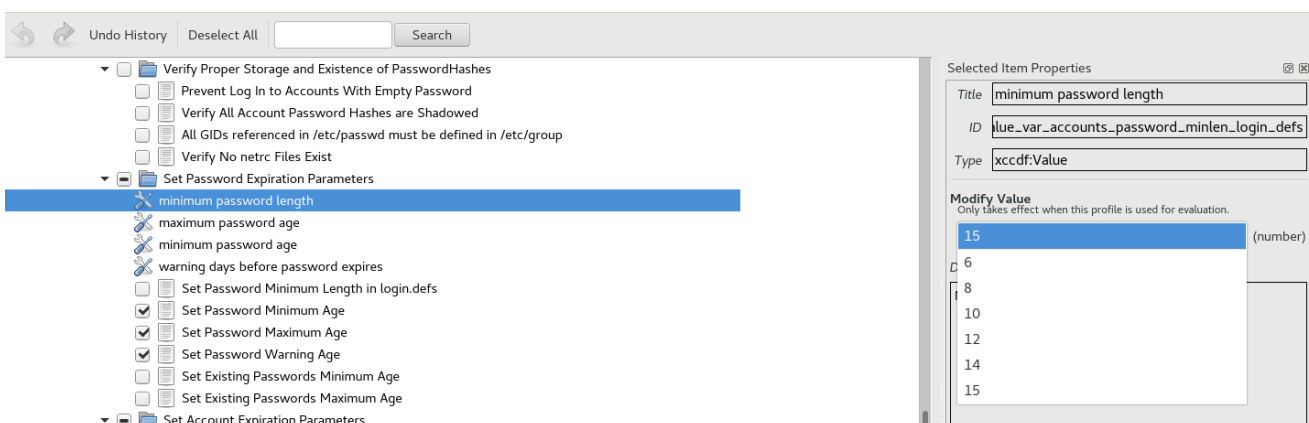 Undo History
Deselect All
Search
Verify Proper Storage and Existence of PasswordHashes
Prevent Log In to Accounts With Empty Password
Verify All Account Password Hashes are Shadowed
All GIDs referenced in /etc/passwd must be defined in /etc/group
Verify No netrc Files Exist
Set Password Expiration Parameters
minimum password length
maximum password age
minimum password age
warning days before password expires
Set Password Minimum Length in login.defs
Set Password Minimum Age
Set Password Maximum Age
Set Password Warning Age
Set Existing Passwords Minimum Age
Set Existing Passwords Maximum Age
Set Account Expiration Parameters
Selected Item Properties
Title minimum password length
ID lue_var_accounts_password_minlen_login_defs
Type xccdf:Value
Modify Value
Only takes effect when this profile is used for evaluation.
15 (number)
6
8
10
12
14
15